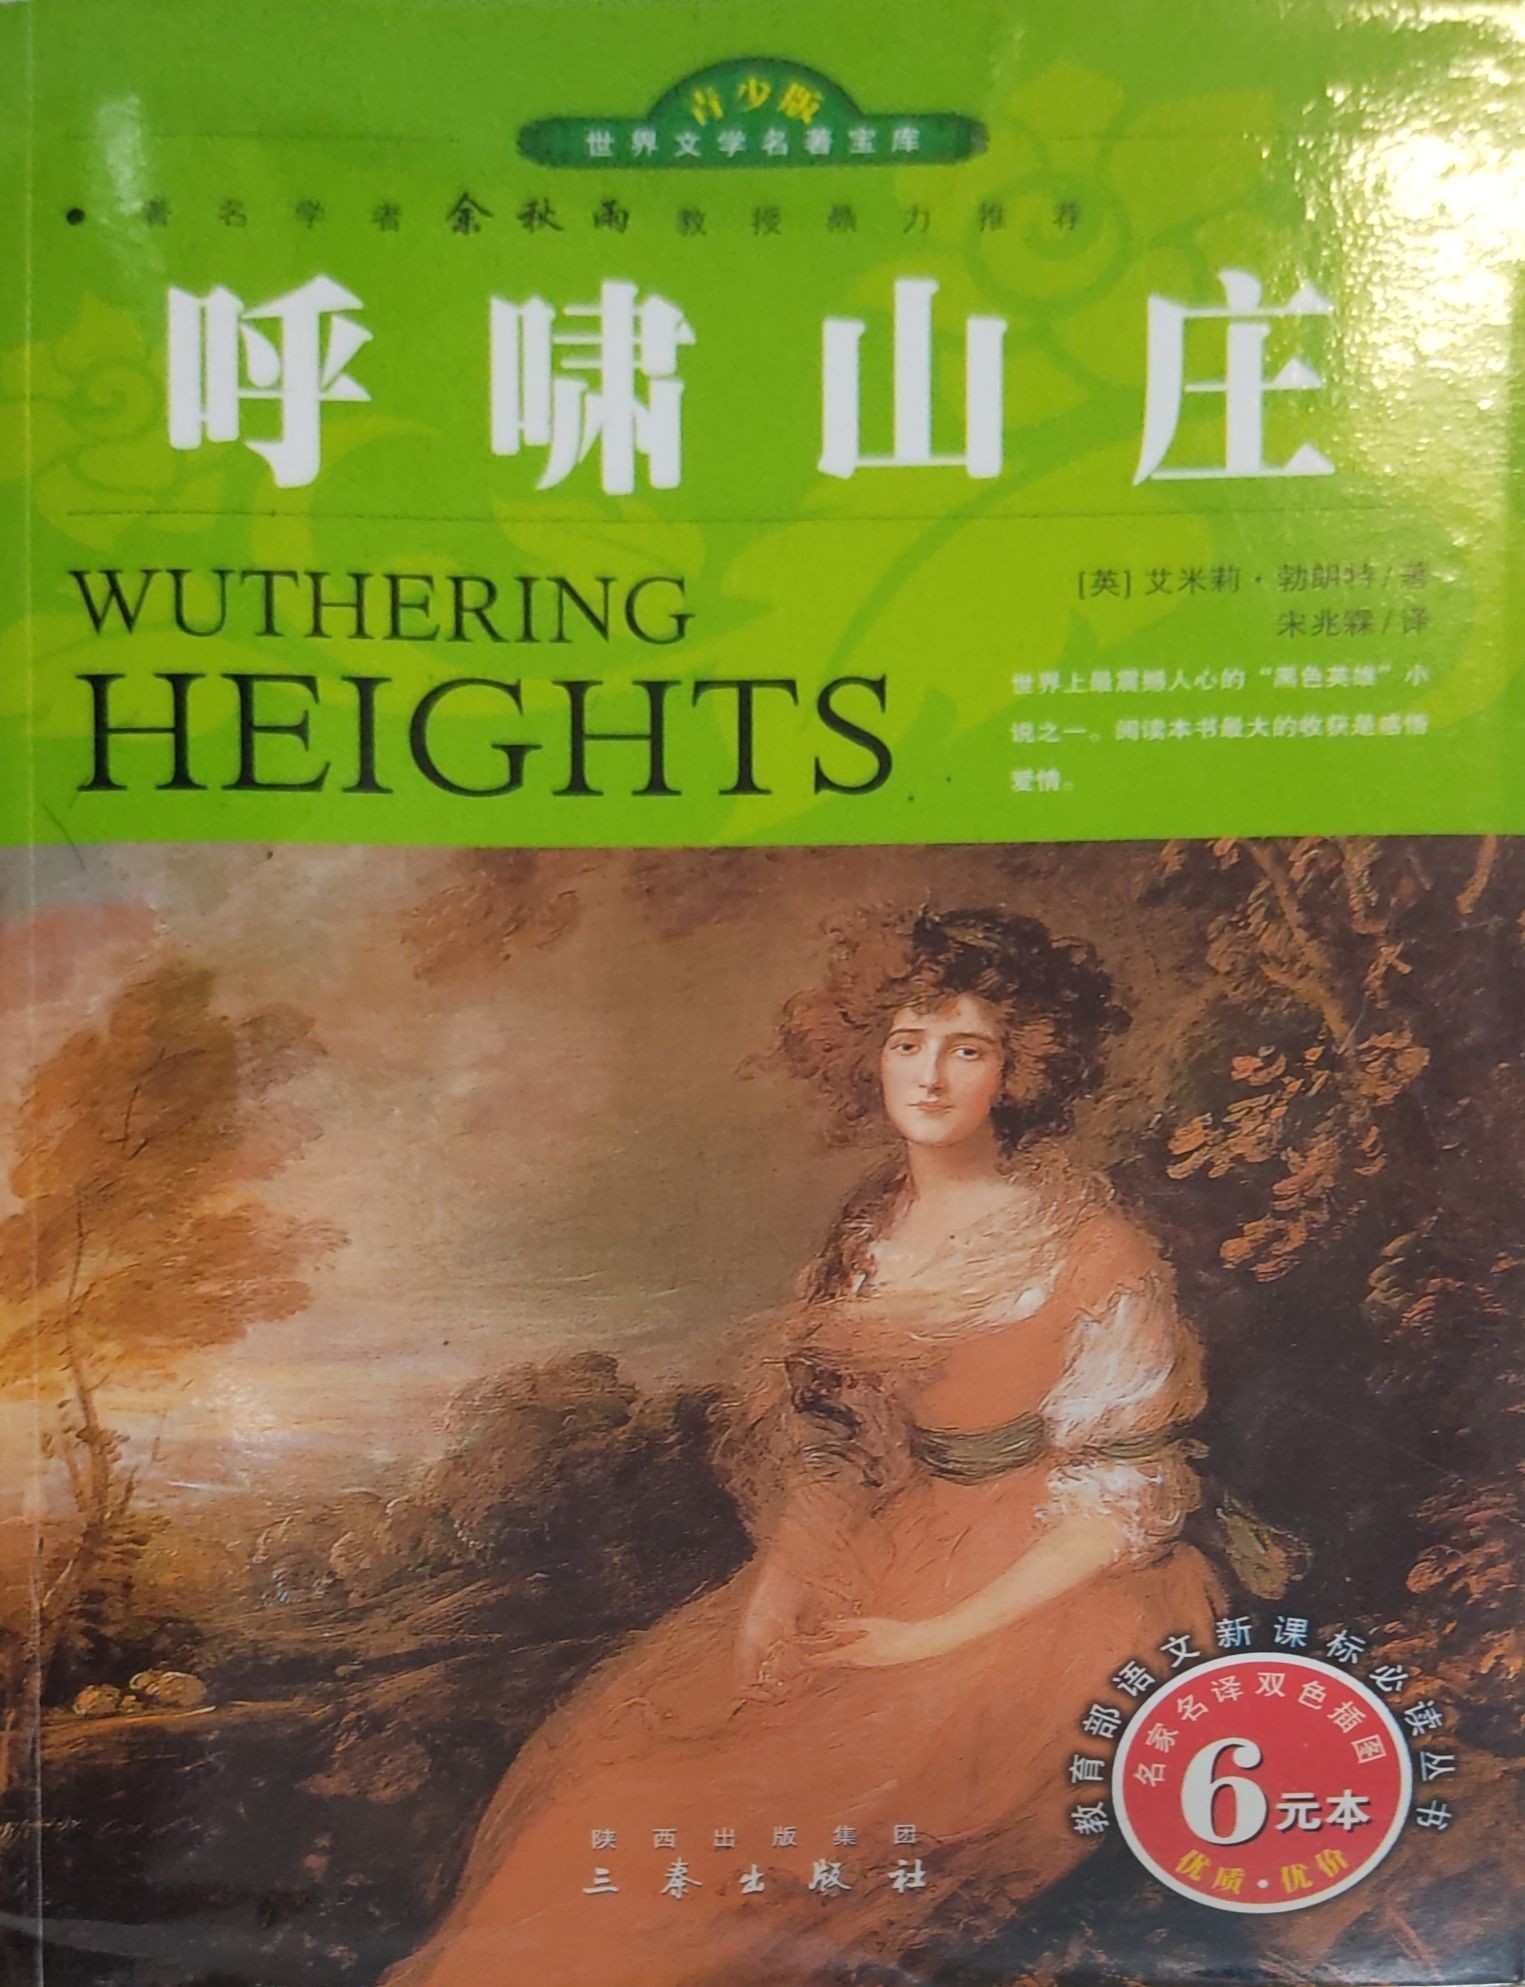 青少版
世界文学名著宝库
• 著名学者余秋雨教授鼎力推荐
呼啸山庄
WUTHERING
HEIGHTS
[英] 艾米莉·勃朗特/著
宋兆霖/译
世界上最震撼人心的“黑色英雄”小
说之一。阅读本书最大的收获是感悟
爱情。
教育部语文新课标必读丛书
名家名译双色插图
6元本
优质·优价
陕西出版集团
三秦出版社